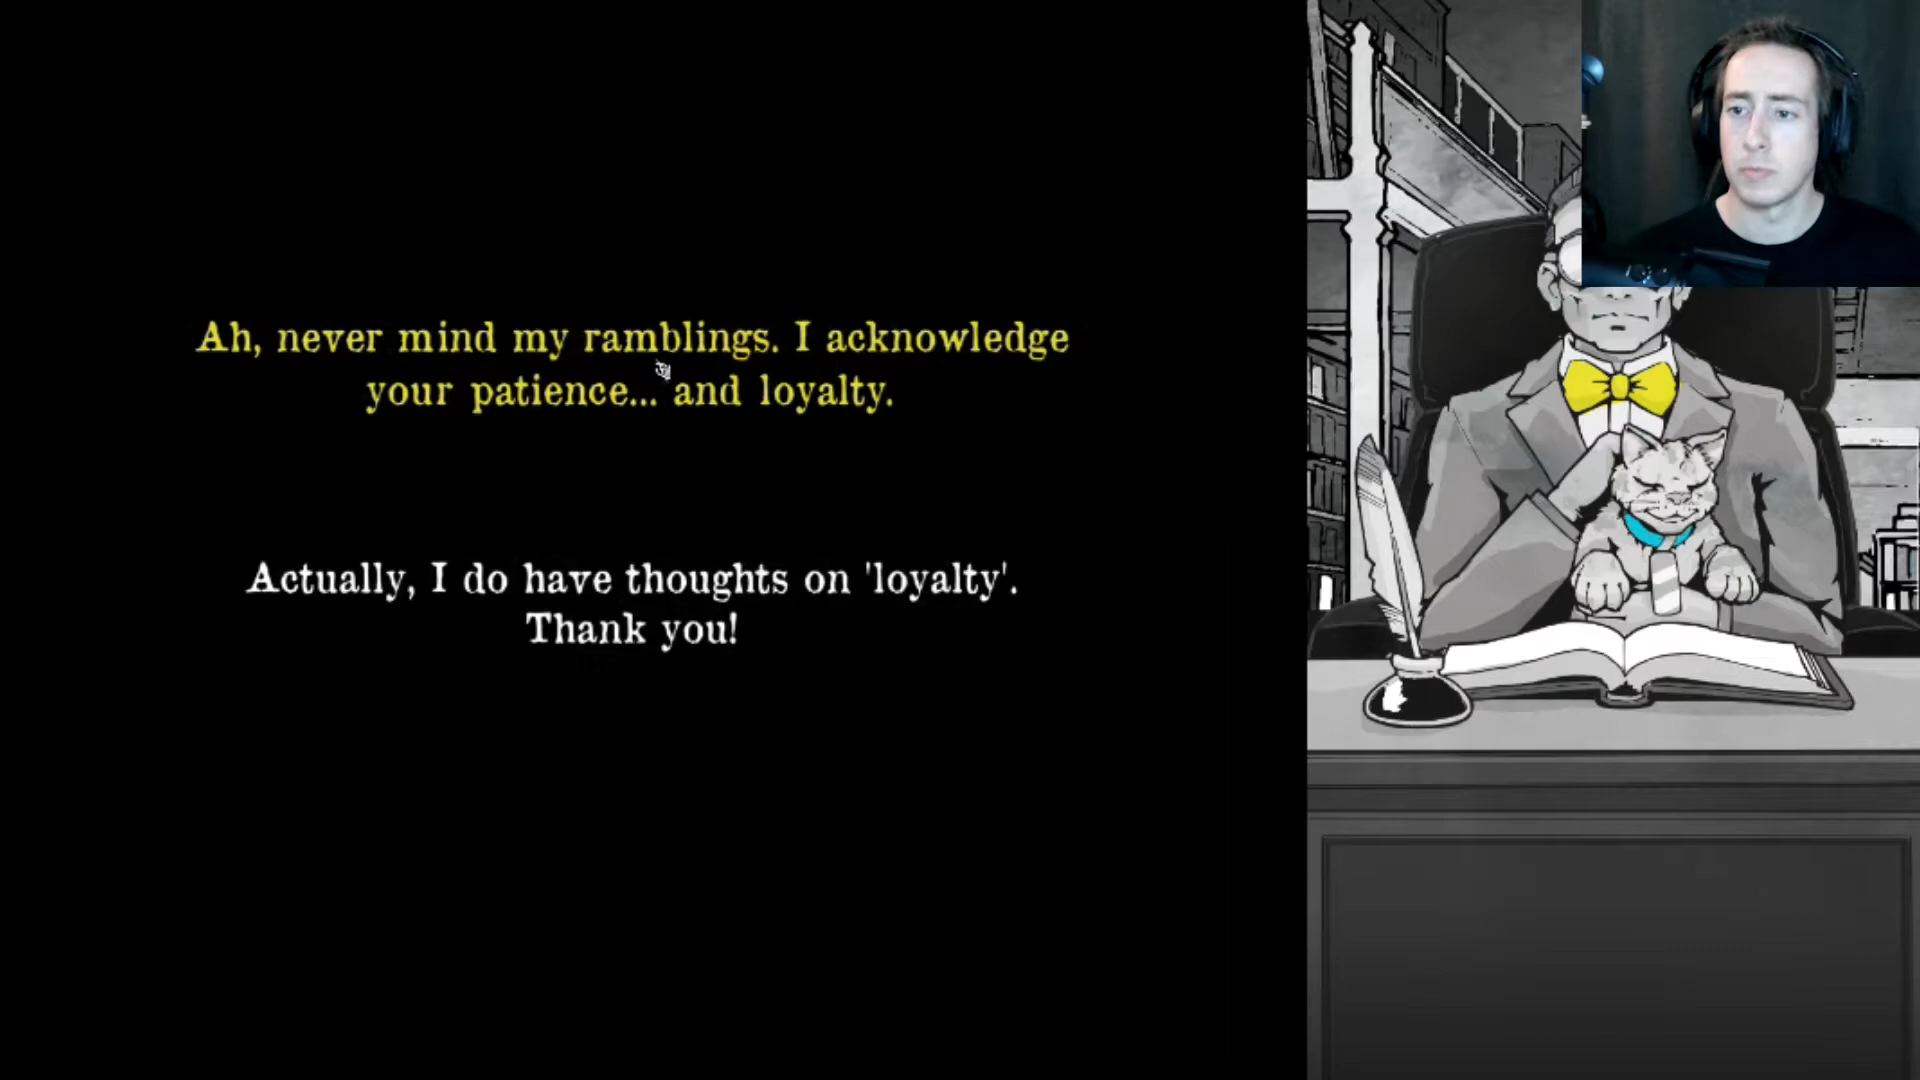 Ah, never mind my ramblings. I acknowledge
your patience... and loyalty.
Actually, I do have thoughts on 'loyalty'.
Thank you!